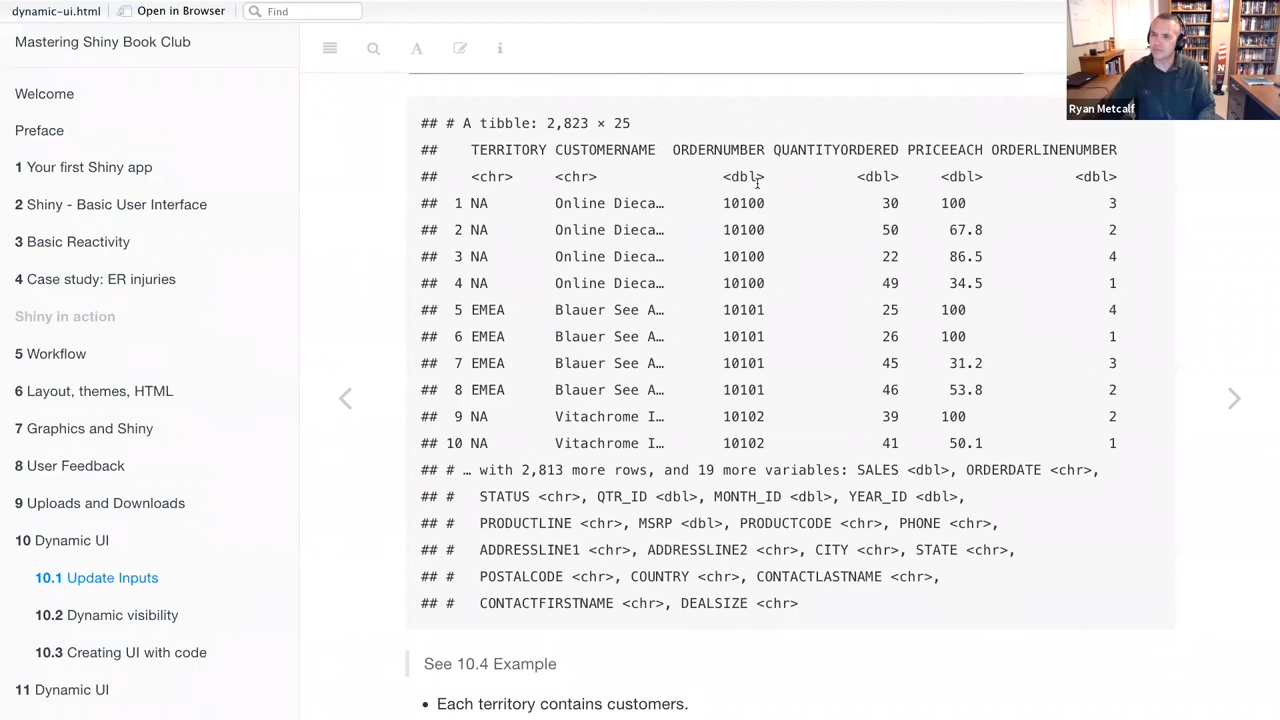 dynamic-ui.html
Open in Browser
Find
Mastering Shiny Book Club
Welcome
Preface
1 Your first Shiny app
2 Shiny - Basic User Interface
3 Basic Reactivity
4 Case study: ER injuries
Shiny in action
5 Workflow
6 Layout, themes, HTML
7 Graphics and Shiny
8 User Feedback
9 Uploads and Downloads
10 Dynamic UI
10.1 Update Inputs
10.2 Dynamic visibility
10.3 Creating UI with code
11 Dynamic UI
A
i
## # A tibble: 2,823 × 25
## TERRITORY CUSTOMERNAME ORDERNUMBER QUANTITYORDERED PRICEEACH ORDERLINENUMBER
## <chr> <chr> <dbl> <dbl> <dbl> <dbl>
## 1 NA Online Dieca… 10100 30 100 3
## 2 NA Online Dieca… 10100 50 67.8 2
## 3 NA Online Dieca… 10100 22 86.5 4
## 4 NA Online Dieca… 10100 49 34.5 1
## 5 EMEA Blauer See A… 10101 25 100 4
## 6 EMEA Blauer See A… 10101 26 100 1
## 7 EMEA Blauer See A… 10101 45 31.2 3
## 8 EMEA Blauer See A… 10101 46 53.8 2
## 9 NA Vitachrome I… 10102 39 100 2
## 10 NA Vitachrome I… 10102 41 50.1 1
## # … with 2,813 more rows, and 19 more variables: SALES <dbl>, ORDERDATE <chr>,
## # STATUS <chr>, QTR_ID <dbl>, MONTH_ID <dbl>, YEAR_ID <dbl>,
## # PRODUCTLINE <chr>, MSRP <dbl>, PRODUCTCODE <chr>, PHONE <chr>,
## # ADDRESSLINE1 <chr>, ADDRESSLINE2 <chr>, CITY <chr>, STATE <chr>,
## # POSTALCODE <chr>, COUNTRY <chr>, CONTACTLASTNAME <chr>,
## # CONTACTFIRSTNAME <chr>, DEALSIZE <chr>
See 10.4 Example
• Each territory contains customers.
Ryan Metcalf